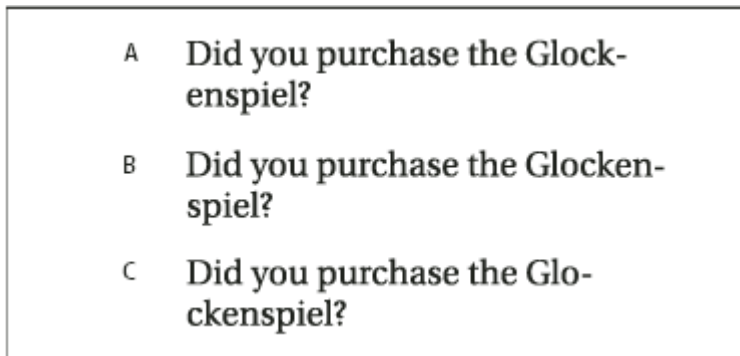 A Did you purchase the Glock-
enspiel?
B Did you purchase the Glocken-
spiel?
C Did you purchase the Glo-
ckenspiel?